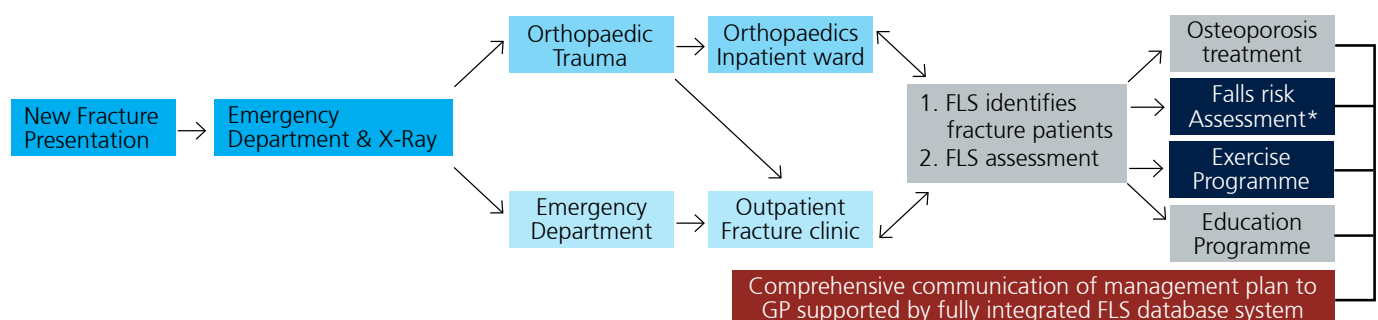 New Fracture
Presentation
Emergency
Department & X-Ray
Orthopaedic
Trauma
Orthopaedics
Inpatient ward
Emergency
Department
Outpatient
Fracture clinic
1. FLS identifies
fracture patients
2. FLS assessment
Osteoporosis
treatment
Falls risk
Assessment*
Exercise
Programme
Education
Programme
Comprehensive communication of management plan to
GP supported by fully integrated FLS database system